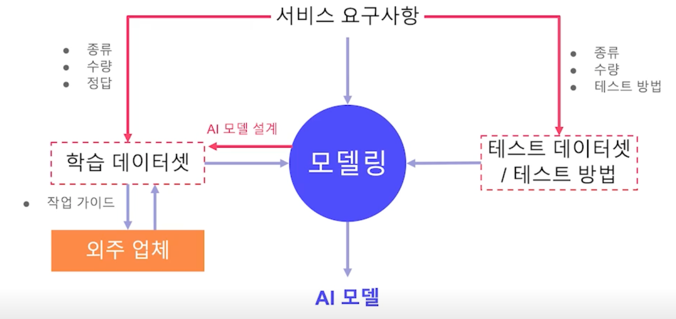 서비스 요구사항
종류
수량
정답
종류
수량
테스트 방법
AI 모델 설계
학습 데이터셋
모델링
테스트 데이터셋
/ 테스트 방법
작업 가이드
외주 업체
AI 모델